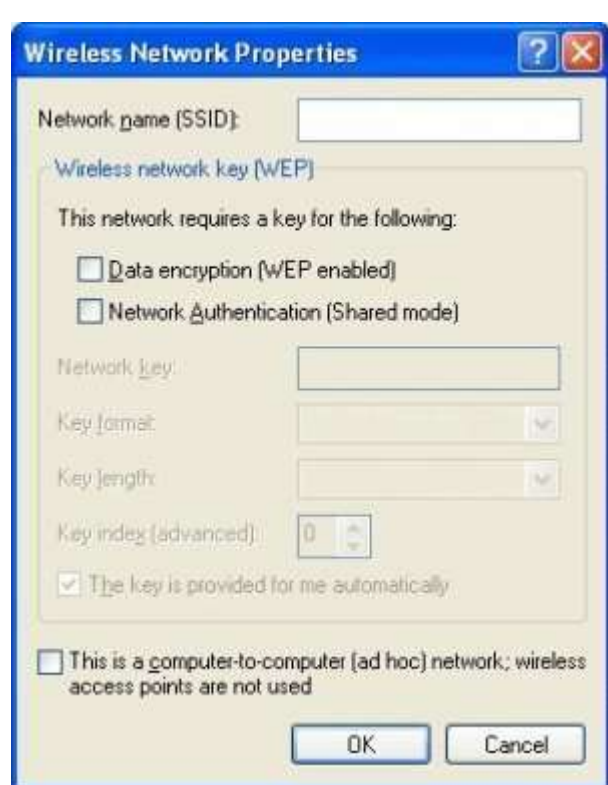 Wireless Network Properties
Network name (SSID):
Wireless network key (WEP)
This network requires a key for the following:
Data encryption (WEP enabled)
Network Authentication (Shared mode)
Network key:
Key format:
Key length:
Key index (advanced):
0
The key is provided for me automatically
This is a computer-to-computer (ad hoc) network; wireless
access points are not used
OK
Cancel